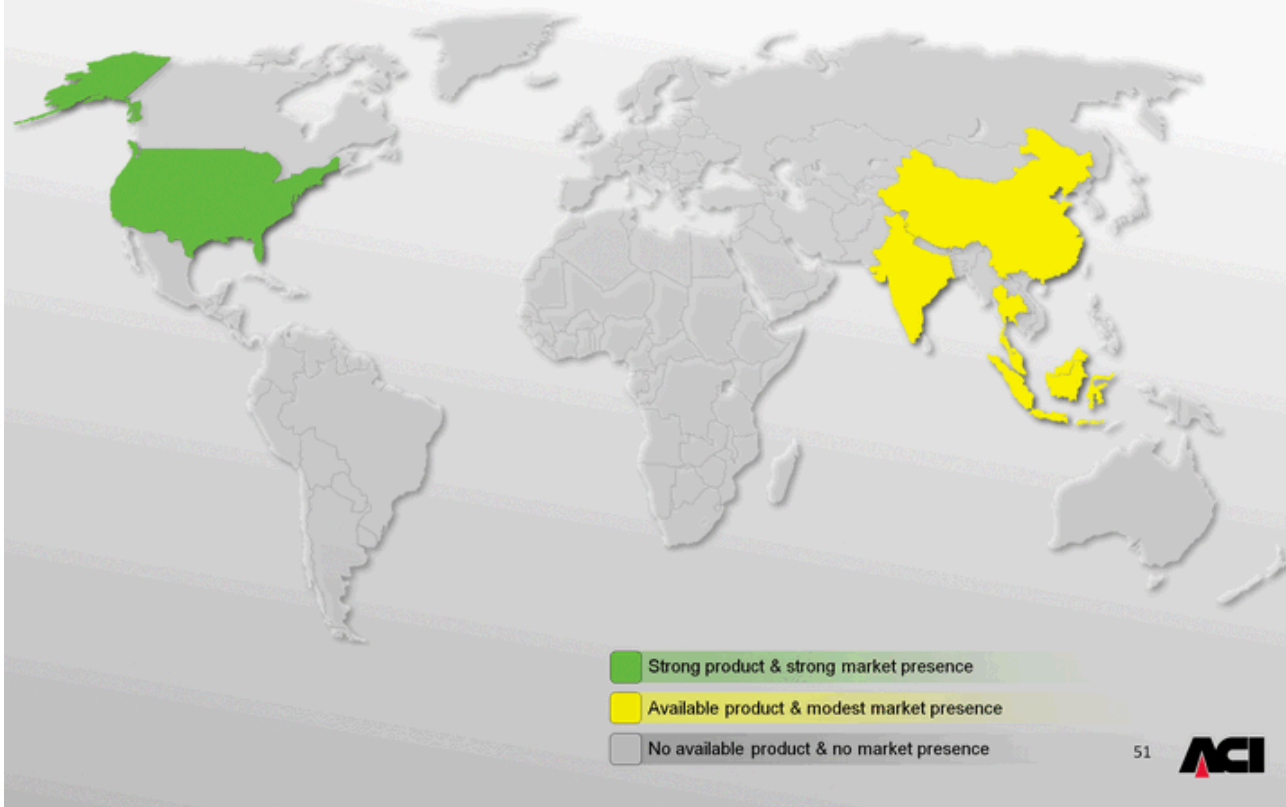 Strong product & strong market presence
Available product & modest market presence
No available product & no market presence
51
ACI